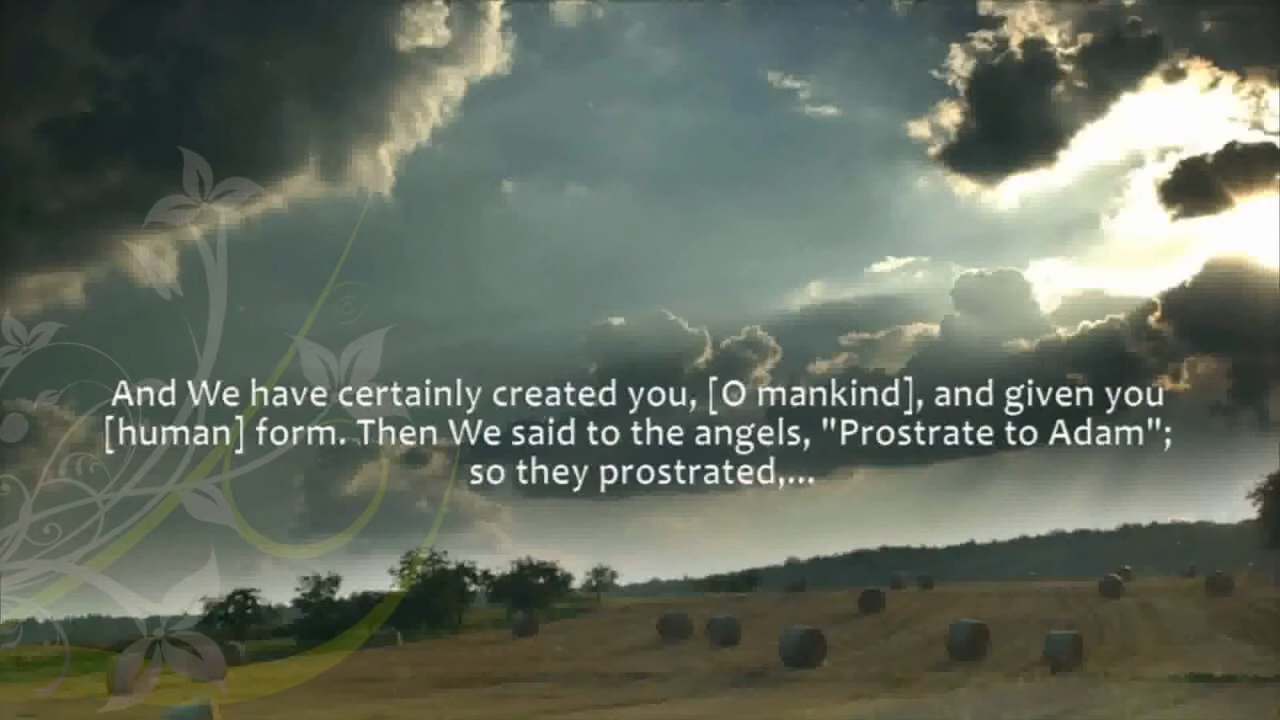 And We have certainly created you, [O mankind], and given you
[human] form. Then We said to the angels, "Prostrate to Adam";
so they prostrated,...